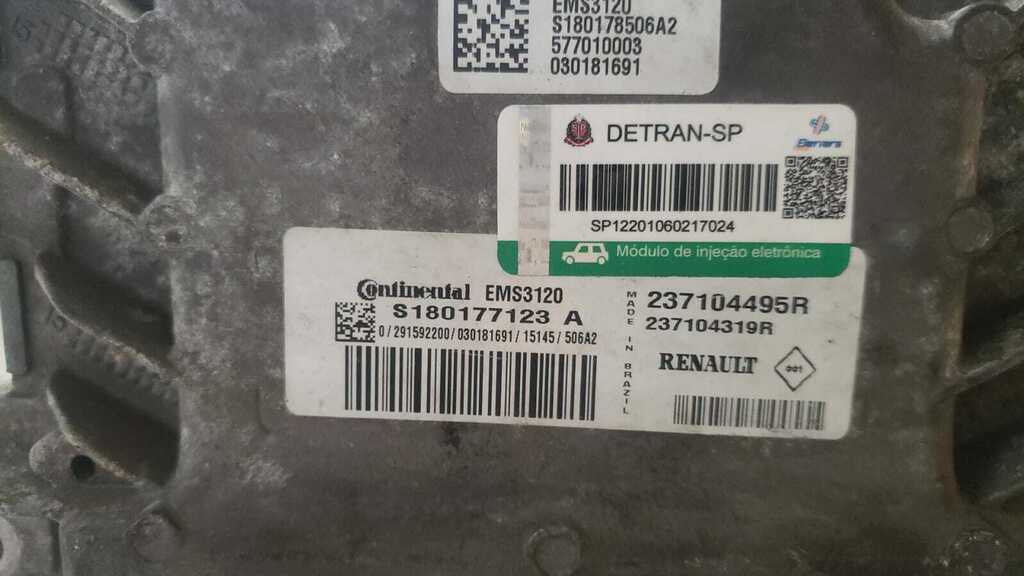 EMS3120
S180178506A2
577010003
030181691
DETRAN-SP
SP12201060217024
Módulo de injeção eletrônica
Continental EMS3120
S180177123 A
0/291592200/030181691/15145/506A2
MADE IN BRAZIL
237104495R
237104319R
RENAULT